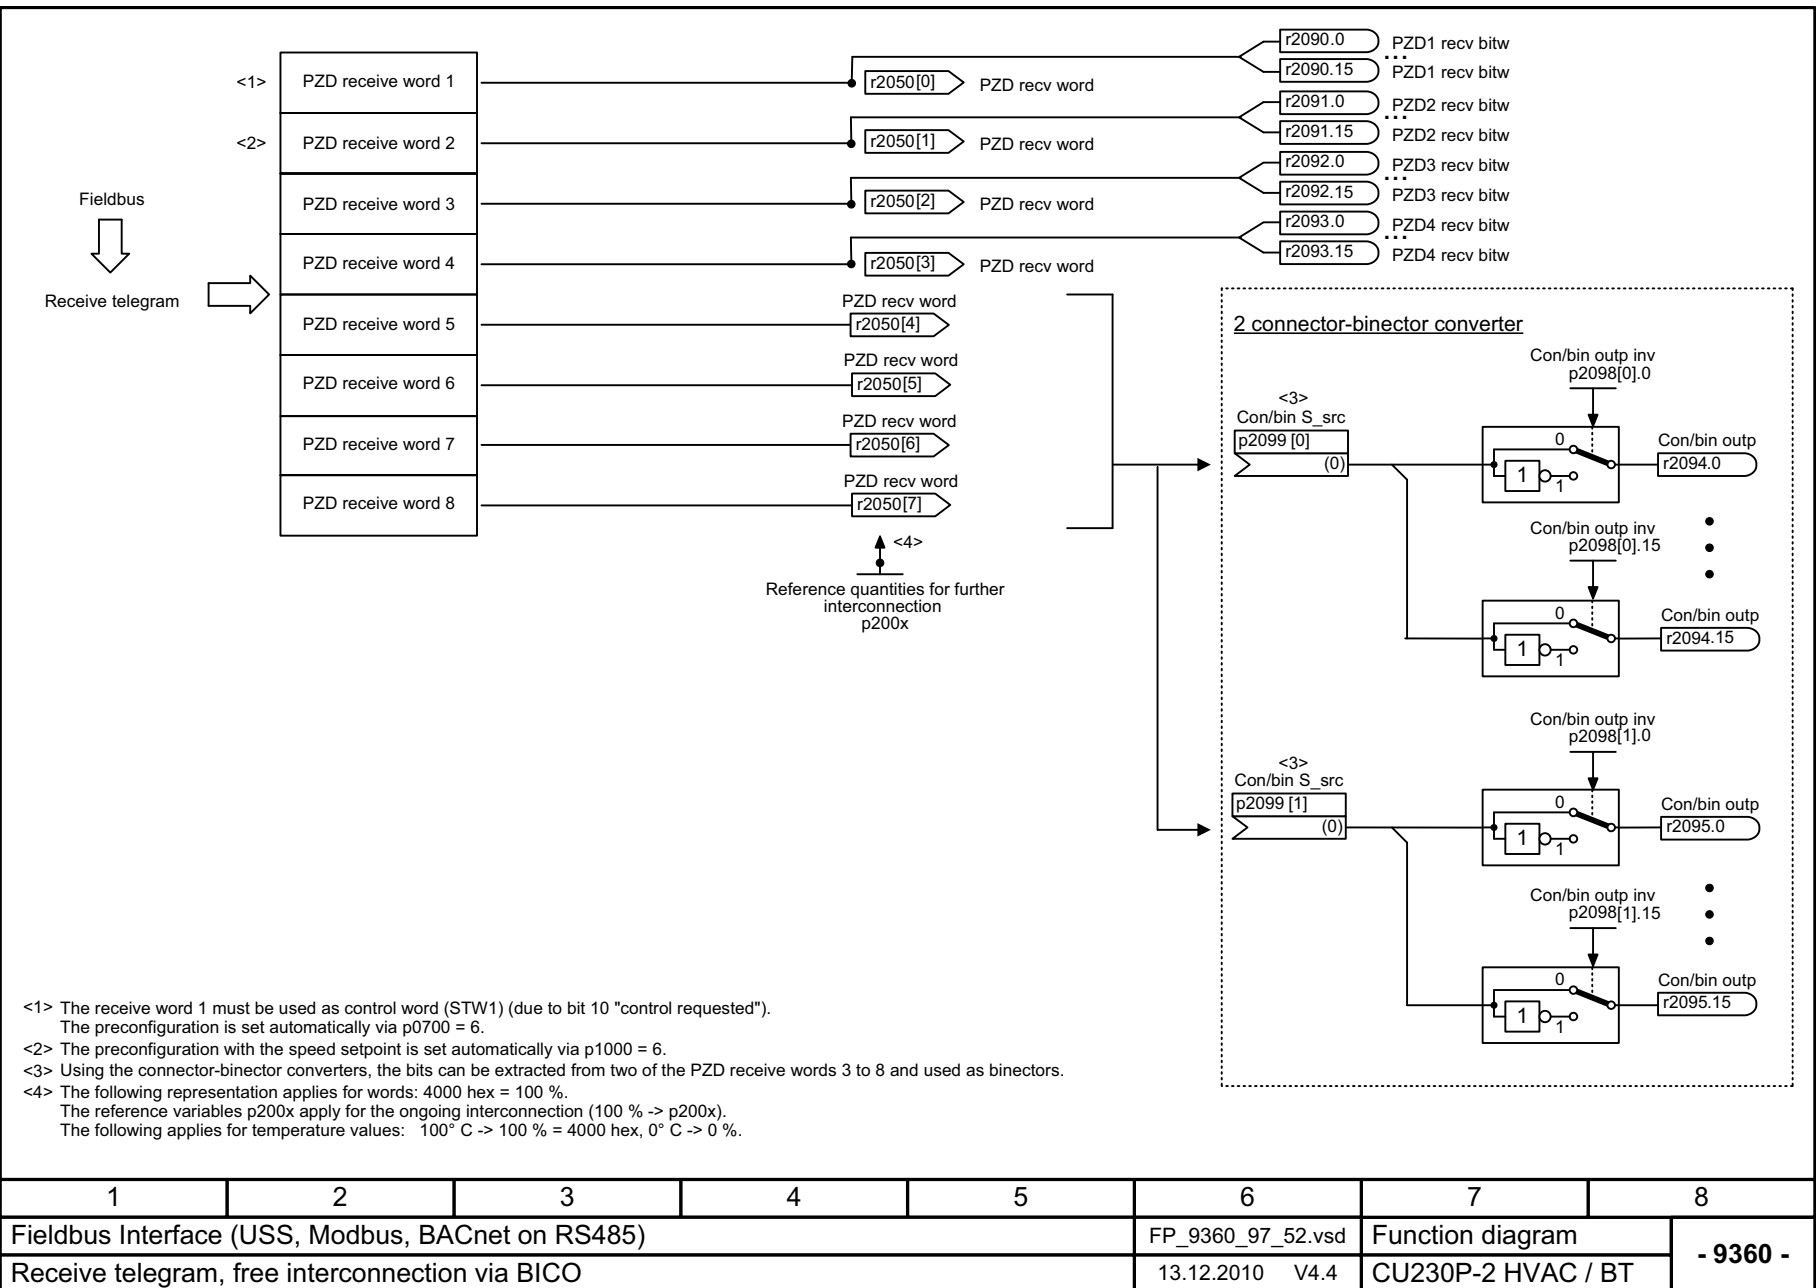 <1>
PZD receive word 1
r2050[0]
PZD recv word
r2090.0
PZD1 recv bitw
...
r2090.15
PZD1 recv bitw
<2>
PZD receive word 2
r2050[1]
PZD recv word
r2091.0
PZD2 recv bitw
...
r2091.15
PZD2 recv bitw
PZD receive word 3
r2050[2]
PZD recv word
r2092.0
PZD3 recv bitw
...
r2092.15
PZD3 recv bitw
PZD receive word 4
r2050[3]
PZD recv word
r2093.0
PZD4 recv bitw
...
r2093.15
PZD4 recv bitw
Fieldbus
Receive telegram
PZD receive word 5
PZD recv word
r2050[4]
PZD receive word 6
PZD recv word
r2050[5]
PZD receive word 7
PZD recv word
r2050[6]
PZD receive word 8
PZD recv word
r2050[7]
<4>
Reference quantities for further
interconnection
p200x
2 connector-binector converter
<3>
Con/bin S_src
p2099 [0]
(0)
Con/bin outp inv
p2098[0].0
0
1
1
Con/bin outp
r2094.0
Con/bin outp inv
p2098[0].15
0
1
1
Con/bin outp
r2094.15
<3>
Con/bin S_src
p2099 [1]
(0)
Con/bin outp inv
p2098[1].0
0
1
1
Con/bin outp
r2095.0
Con/bin outp inv
p2098[1].15
0
1
1
Con/bin outp
r2095.15
<1> The receive word 1 must be used as control word (STW1) (due to bit 10 "control requested").
The preconfiguration is set automatically via p0700 = 6.
<2> The preconfiguration with the speed setpoint is set automatically via p1000 = 6.
<3> Using the connector-binector converters, the bits can be extracted from two of the PZD receive words 3 to 8 and used as binectors.
<4> The following representation applies for words: 4000 hex = 100 %.
The reference variables p200x apply for the ongoing interconnection (100 % -> p200x).
The following applies for temperature values: 100° C -> 100 % = 4000 hex, 0° C -> 0 %.
1 2 3 4 5 6 7 8
Fieldbus Interface (USS, Modbus, BACnet on RS485)
FP_9360_97_52.vsd
Function diagram
- 9360 -
Receive telegram, free interconnection via BICO
13.12.2010 V4.4
CU230P-2 HVAC / BT